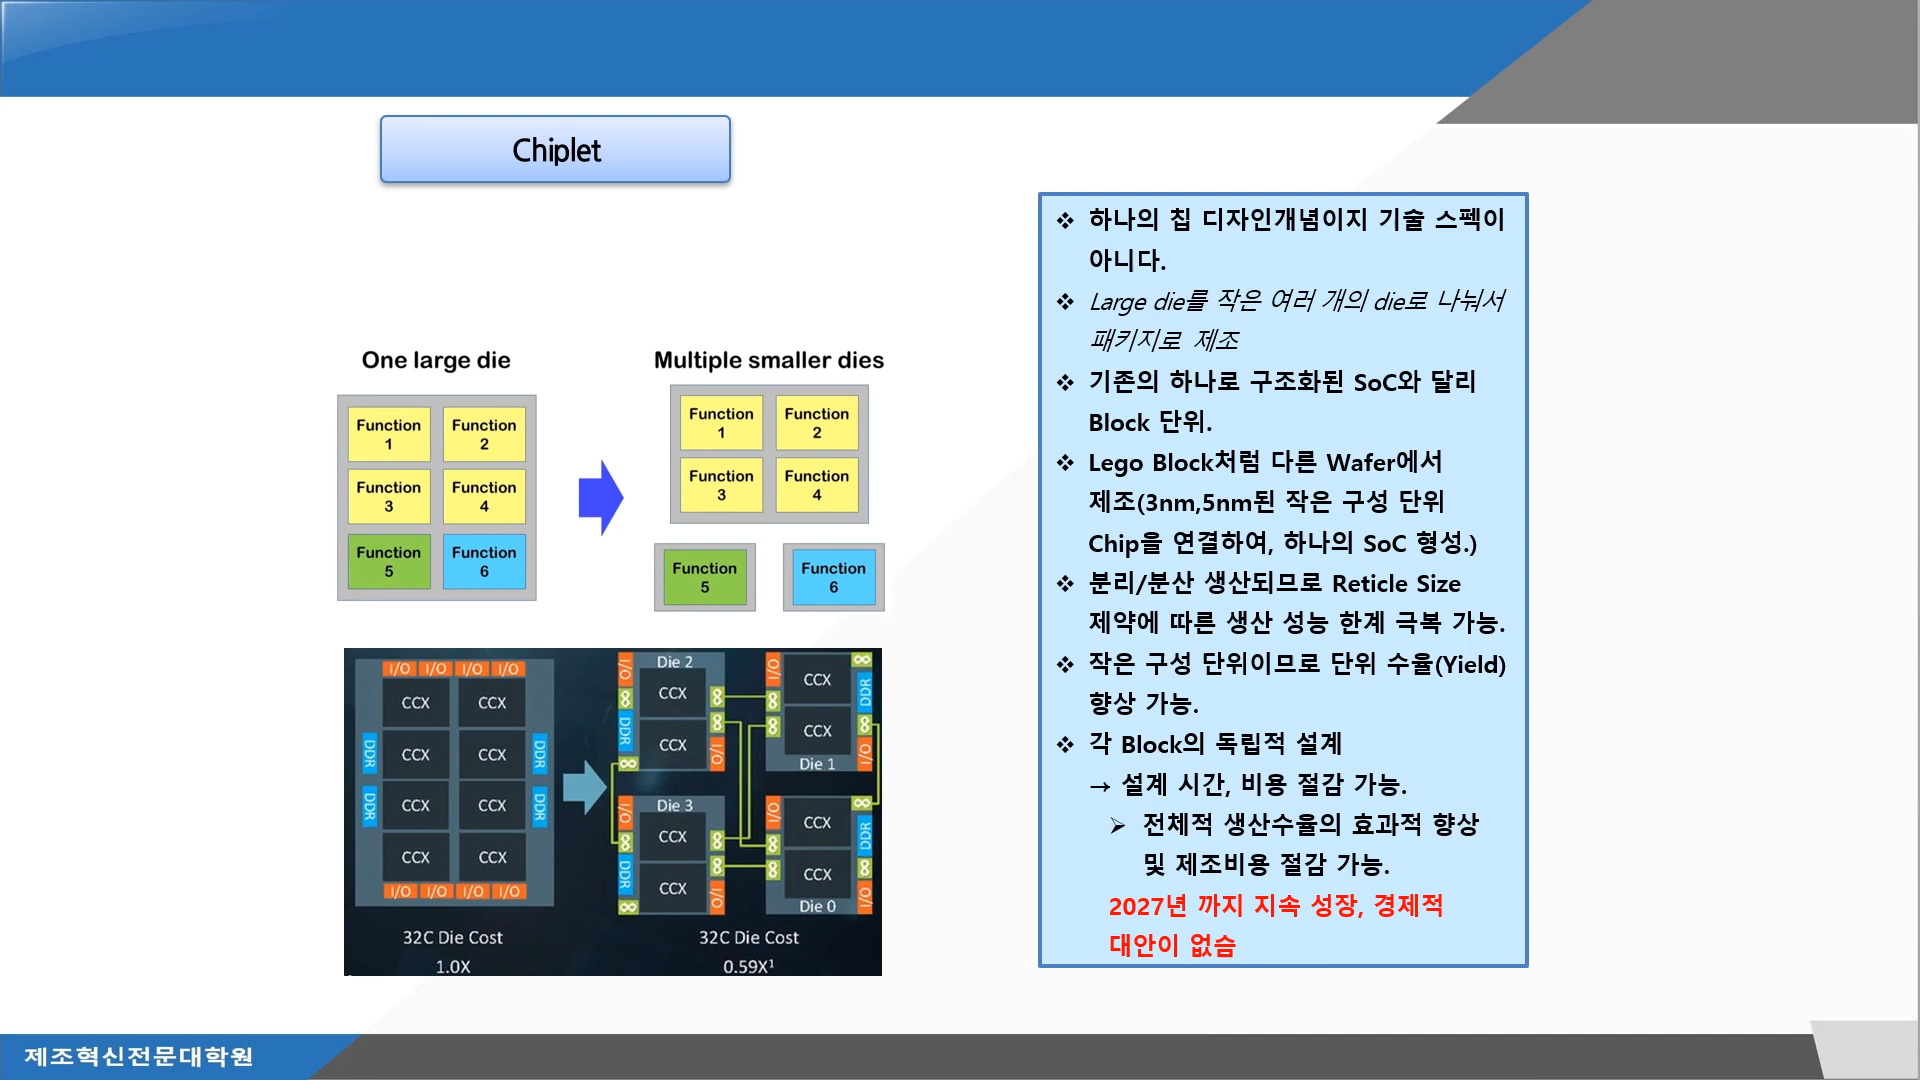 Chiplet
One large die
Function
1
Function
2
Function
3
Function
4
Function
5
Function
6
Multiple smaller dies
Function
1
Function
2
Function
3
Function
4
Function
5
Function
6
I/O I/O I/O I/O
CCX CCX
DDR CCX CCX DDR
DDR CCX CCX DDR
CCX CCX
I/O I/O I/O I/O
32C Die Cost
1.0X
Die 2
I/O
CCX
DDR
CCX
I/O
I/O
CCX
DDR
CCX
I/O
Die 1
Die 3
I/O
CCX
DDR
CCX
I/O
I/O
CCX
DDR
CCX
I/O
Die 0
32C Die Cost
0.59X¹
❖ 하나의 칩 디자인개념이지 기술 스펙이
아니다.
❖ Large die를 작은 여러 개의 die로 나눠서
패키지로 제조
❖ 기존의 하나로 구조화된 SoC와 달리
Block 단위.
❖ Lego Block처럼 다른 Wafer에서
제조(3nm,5nm된 작은 구성 단위
Chip을 연결하여, 하나의 SoC 형성.)
❖ 분리/분산 생산되므로 Reticle Size
제약에 따른 생산 성능 한계 극복 가능.
❖ 작은 구성 단위이므로 단위 수율(Yield)
향상 가능.
❖ 각 Block의 독립적 설계
→ 설계 시간, 비용 절감 가능.
➢ 전체적 생산수율의 효과적 향상
및 제조비용 절감 가능.
2027년 까지 지속 성장, 경제적
대안이 없슴
제조혁신전문대학원